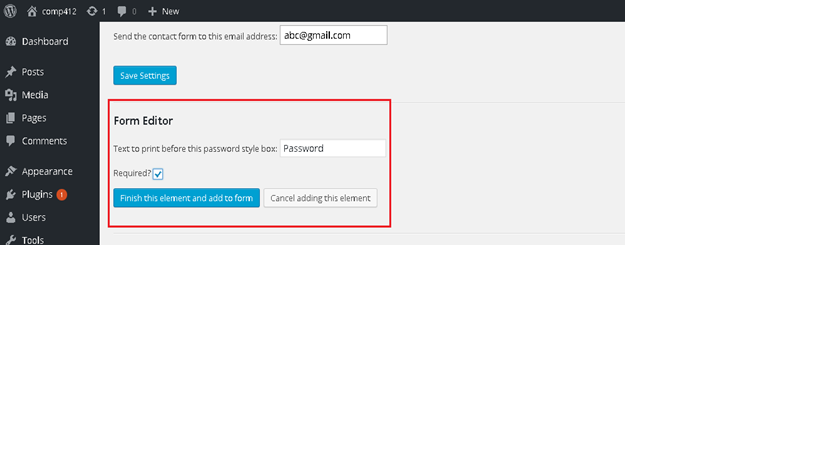 comp412 1 0 New
Dashboard
Posts
Media
Pages
Comments
Appearance
Plugins 1
Users
Tools
Send the contact form to this email address: abc@gmail.com
Save Settings
Form Editor
Text to print before this password style box: Password
Required?
Finish this element and add to form Cancel adding this element